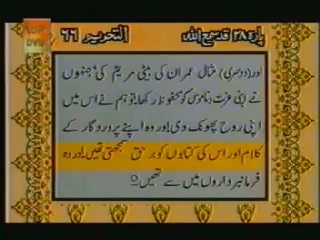 پارہ ۲۸ قد سمع اللہ
التحریم ۶۶
اور (دوسری) مثال عمران کی بیٹی مریمؑ کی جنہوں
نے اپنی عزت و ناموس کو محفوظ رکھا تو ہم نے اس میں
اپنی روح پھونک دی اور وہ اپنے پروردگار کے
کلام اور اس کی کتابوں کو برحق سمجھتی تھیں اور وہ
فرمانبرداروں میں سے تھیں